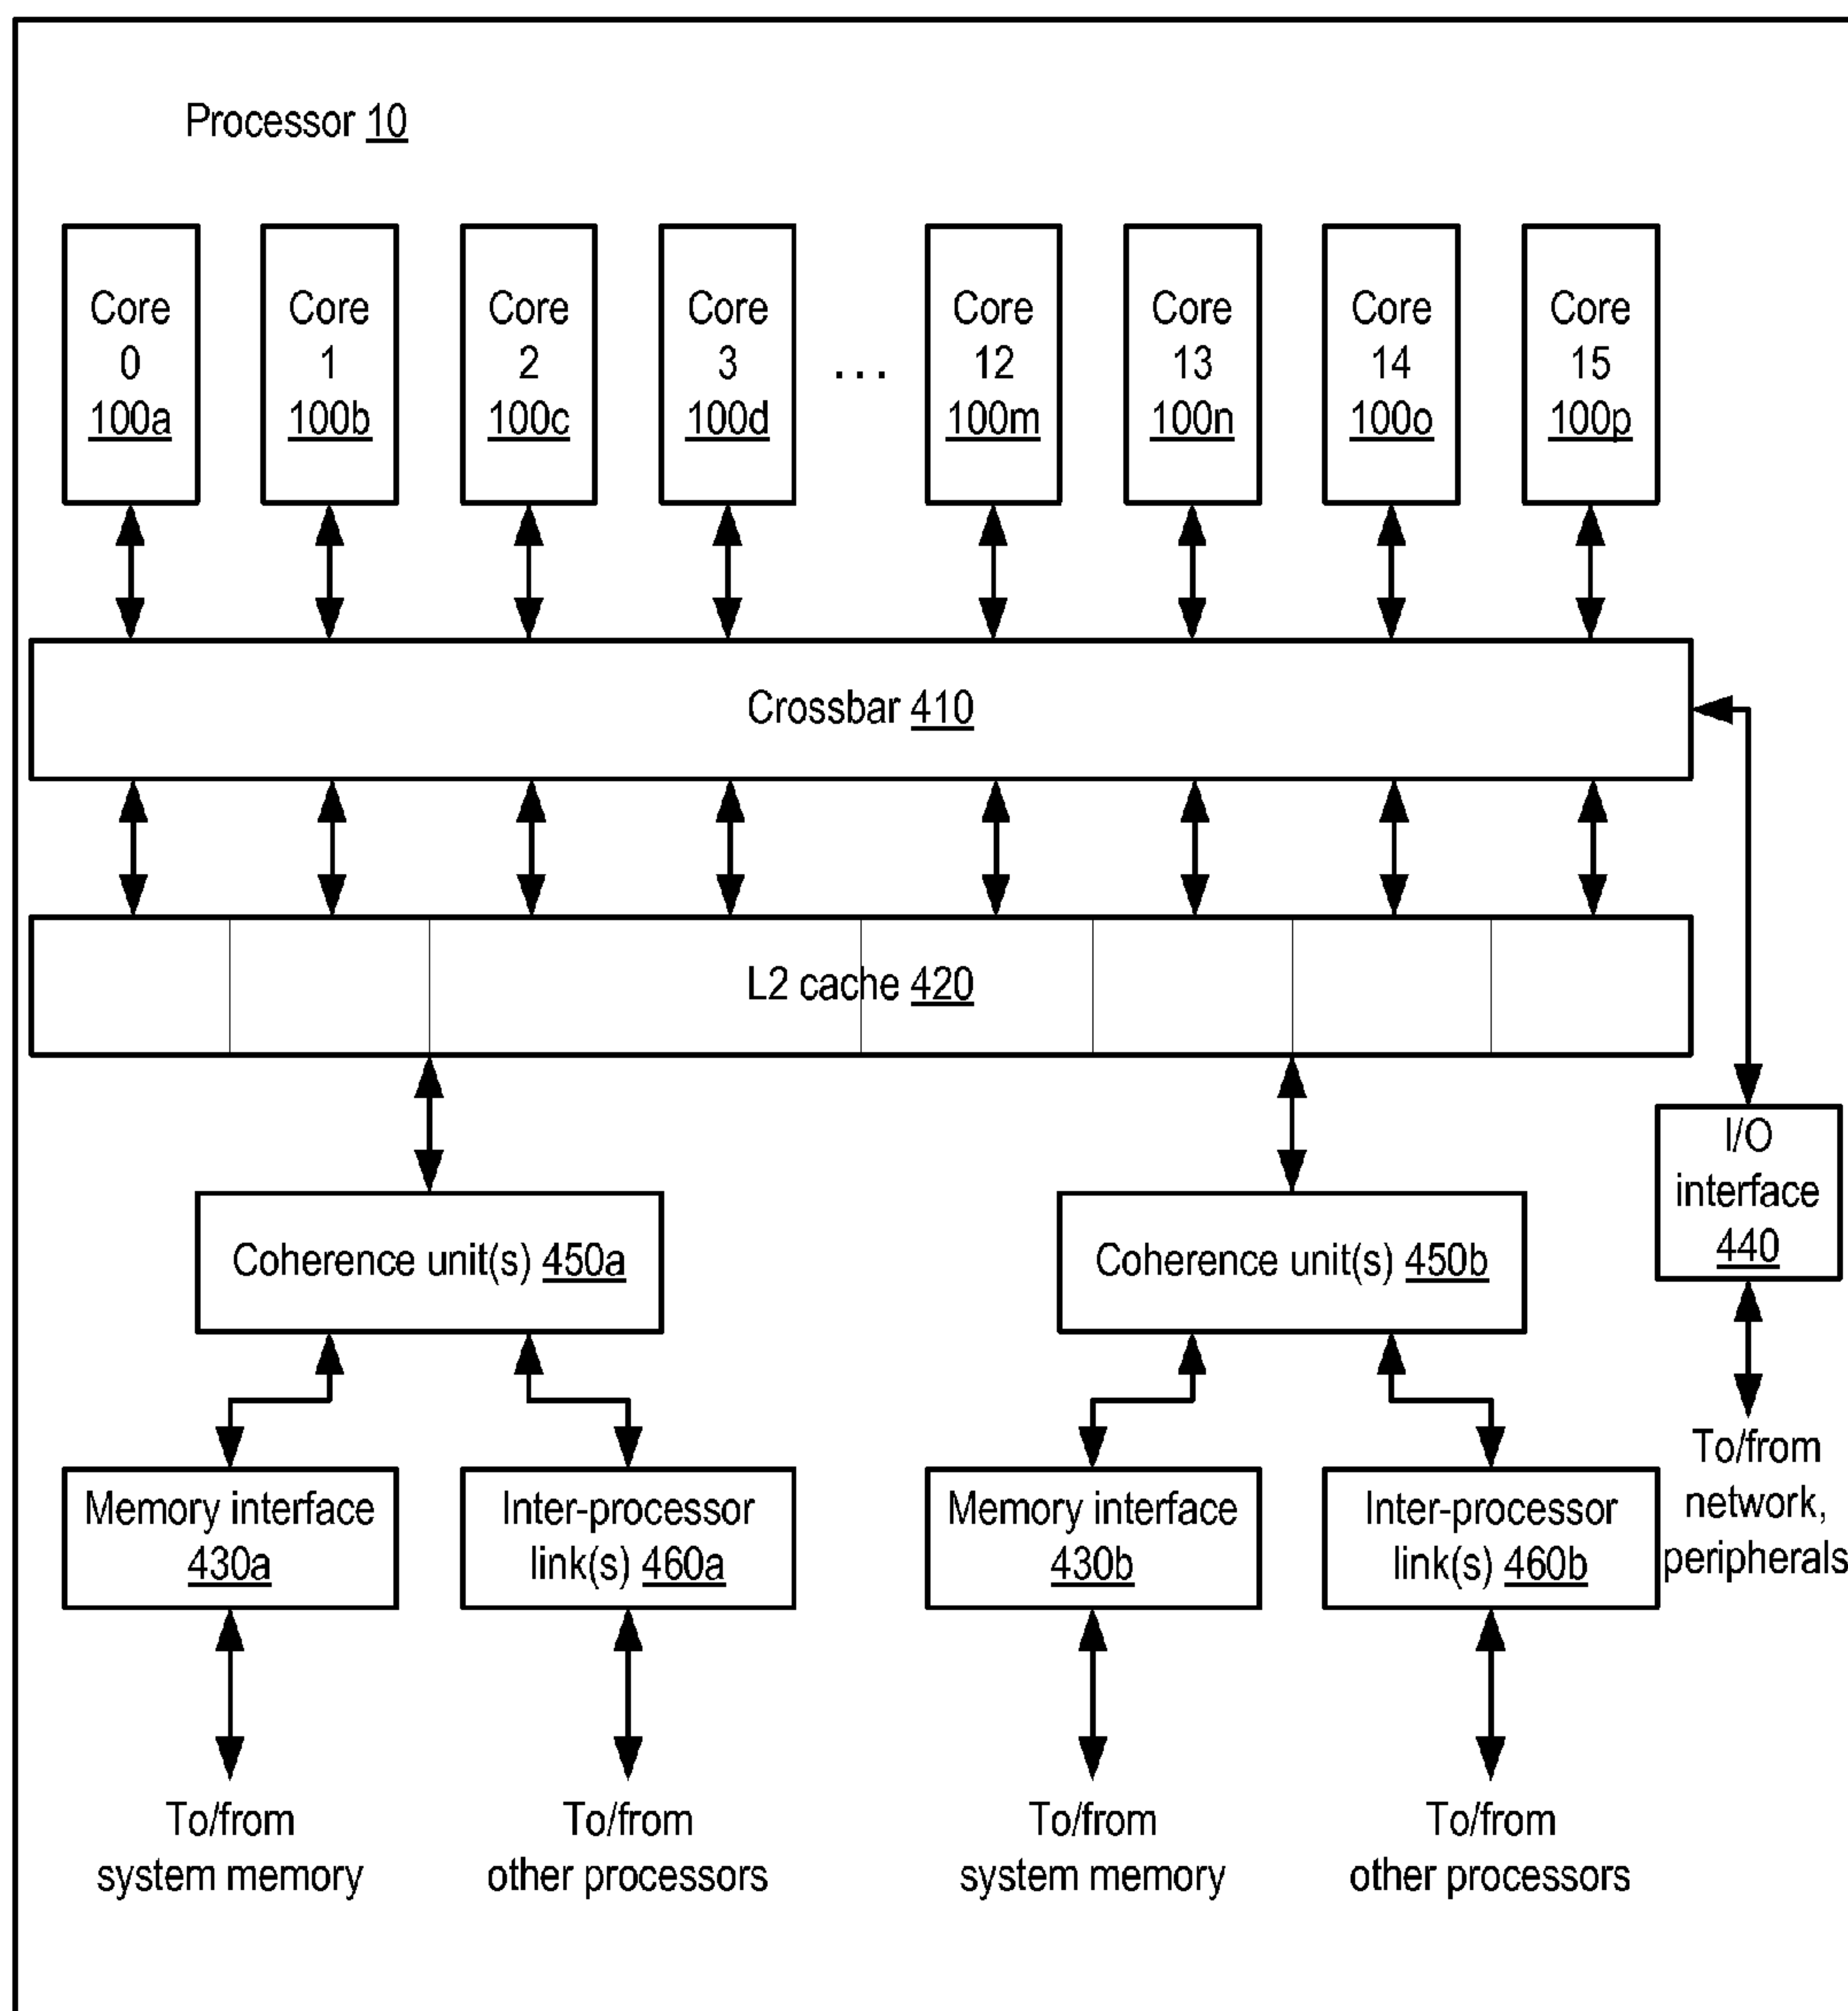 Processor 10
Core
0
100a
Core
1
100b
Core
2
100c
Core
3
100d
...
Core
12
100m
Core
13
100n
Core
14
100o
Core
15
100p
Crossbar 410
L2 cache 420
Coherence unit(s) 450a
Coherence unit(s) 450b
I/O
interface
440
To/from
network,
peripherals
Memory interface
430a
Inter-processor
link(s) 460a
Memory interface
430b
Inter-processor
link(s) 460b
To/from
system memory
To/from
other processors
To/from
system memory
To/from
other processors